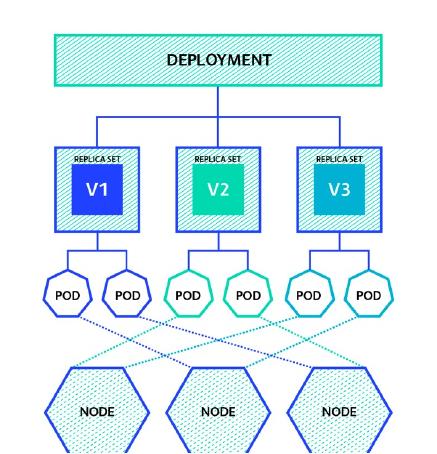 DEPLOYMENT
REPLICA SET REPLICA SET REPLICA SET
V1 V2 V3
POD POD POD POD POD POD
NODE NODE NODE